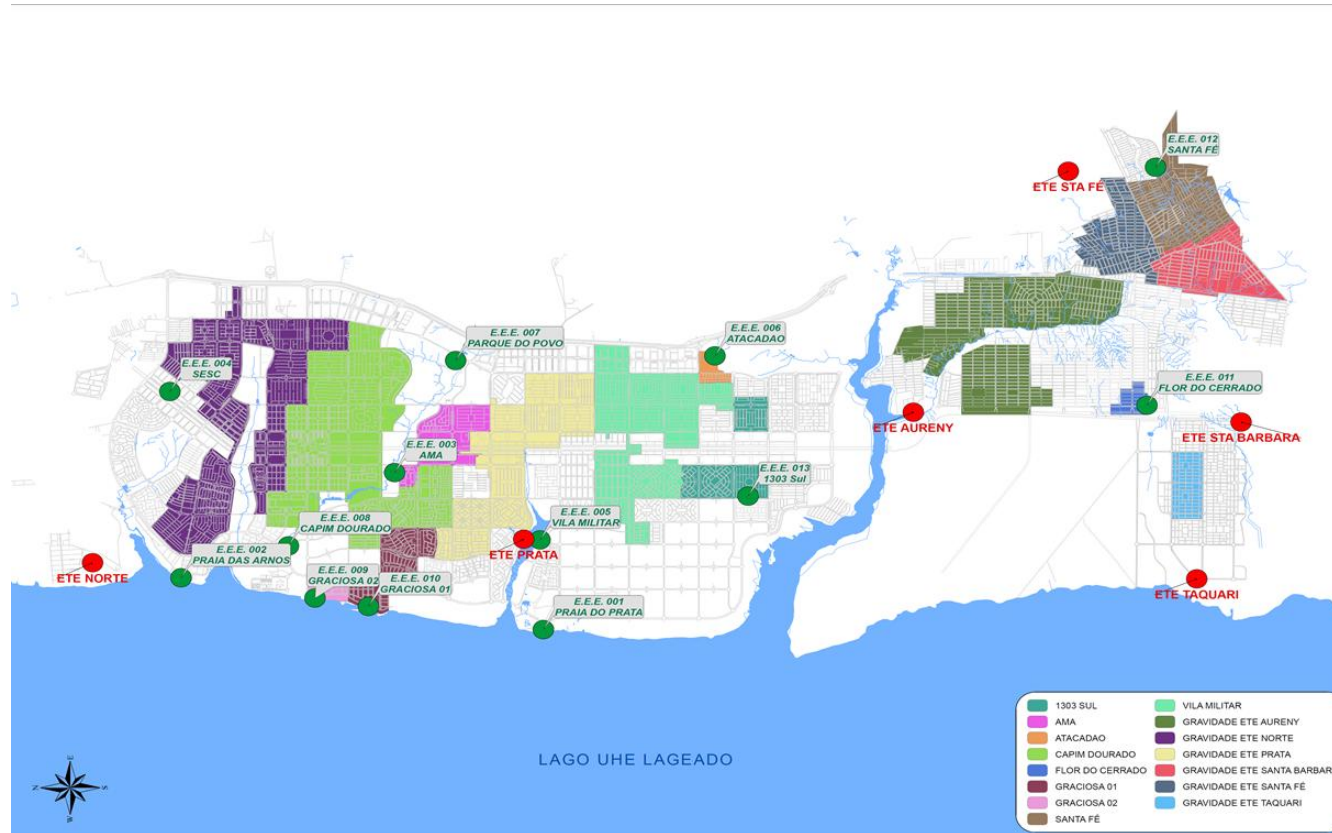 E.E.E. 012
SANTA FÉ
ETE STA FÉ
E.E.E. 007
PARQUE DO POVO
E.E.E. 006
ATACADAO
E.E.E. 004
SESC
E.E.E. 011
FLOR DO CERRADO
ETE AURENY
ETE STA BARBARA
E.E.E. 003
AMA
E.E.E. 013
1303 Sul
E.E.E. 008
CAPIM DOURADO
E.E.E. 005
VILA MILITAR
ETE PRATA
E.E.E. 002
PRAIA DAS ARNOS
ETE NORTE
E.E.E. 009
GRACIOSA 02
E.E.E. 010
GRACIOSA 01
ETE TAQUARI
E.E.E. 001
PRAIA DO PRATA
LAGO UHE LAGEADO
N
E
S
W
1303 SUL
AMA
ATACADAO
CAPIM DOURADO
FLOR DO CERRADO
GRACIOSA 01
GRACIOSA 02
SANTA FÉ
VILA MILITAR
GRAVIDADE ETE AURENY
GRAVIDADE ETE NORTE
GRAVIDADE ETE PRATA
GRAVIDADE ETE SANTA BARBAR
GRAVIDADE ETE SANTA FÉ
GRAVIDADE ETE TAQUARI